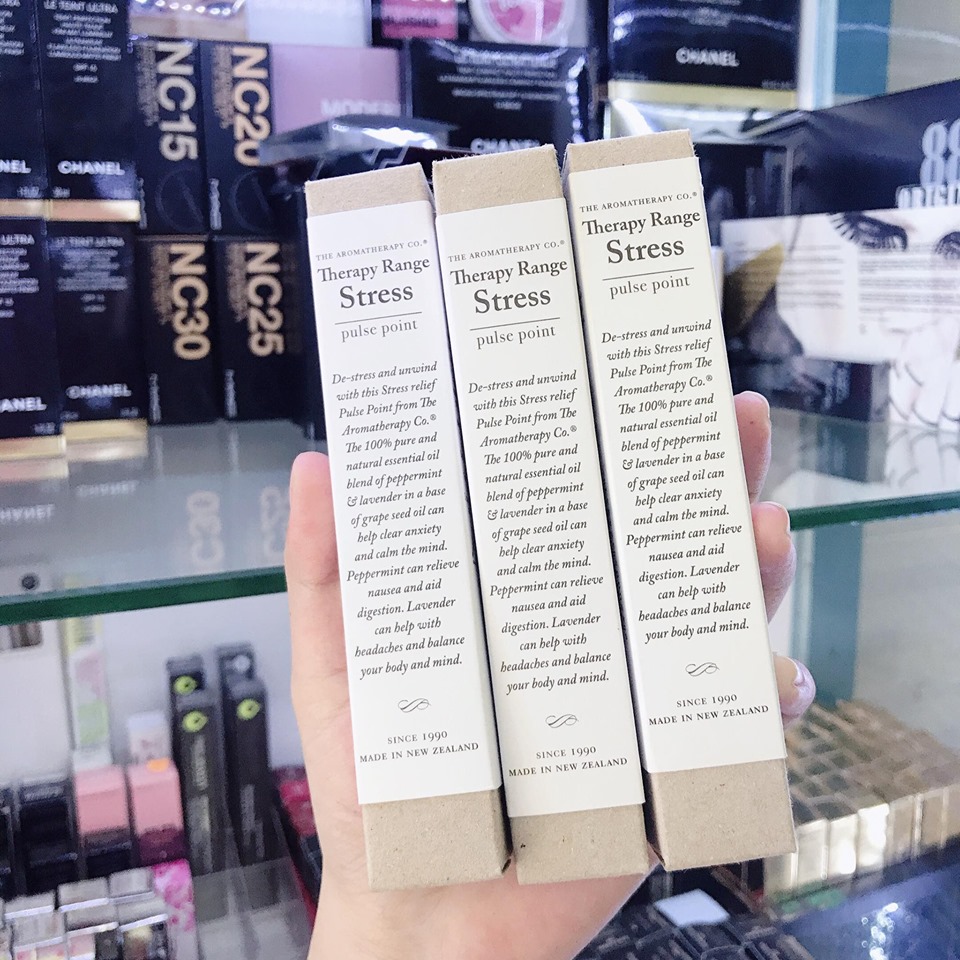 LE TEINT ULTRA
CHANEL
NC15
NC20
NC30
NC25
CHANEL
CHANEL
CHANEL
88
ORIGINAL
THE AROMATHERAPY CO.®
Therapy Range
Stress
pulse point
De-stress and unwind
with this Stress relief
Pulse Point from The
Aromatherapy Co.®
The 100% pure and
natural essential oil
blend of peppermint
& lavender in a base
of grape seed oil can
help clear anxiety
and calm the mind.
Peppermint can relieve
nausea and aid
digestion. Lavender
can help with
headaches and balance
your body and mind.
SINCE 1990
MADE IN NEW ZEALAND
THE AROMATHERAPY CO.®
Therapy Range
Stress
pulse point
De-stress and unwind
with this Stress relief
Pulse Point from The
Aromatherapy Co.®
The 100% pure and
natural essential oil
blend of peppermint
& lavender in a base
of grape seed oil can
help clear anxiety
and calm the mind.
Peppermint can relieve
nausea and aid
digestion. Lavender
can help with
headaches and balance
your body and mind.
SINCE 1990
MADE IN NEW ZEALAND
THE AROMATHERAPY CO.®
Therapy Range
Stress
pulse point
De-stress and unwind
with this Stress relief
Pulse Point from The
Aromatherapy Co.®
The 100% pure and
natural essential oil
blend of peppermint
& lavender in a base
of grape seed oil can
help clear anxiety
and calm the mind.
Peppermint can relieve
nausea and aid
digestion. Lavender
can help with
headaches and balance
your body and mind.
SINCE 1990
MADE IN NEW ZEALAND